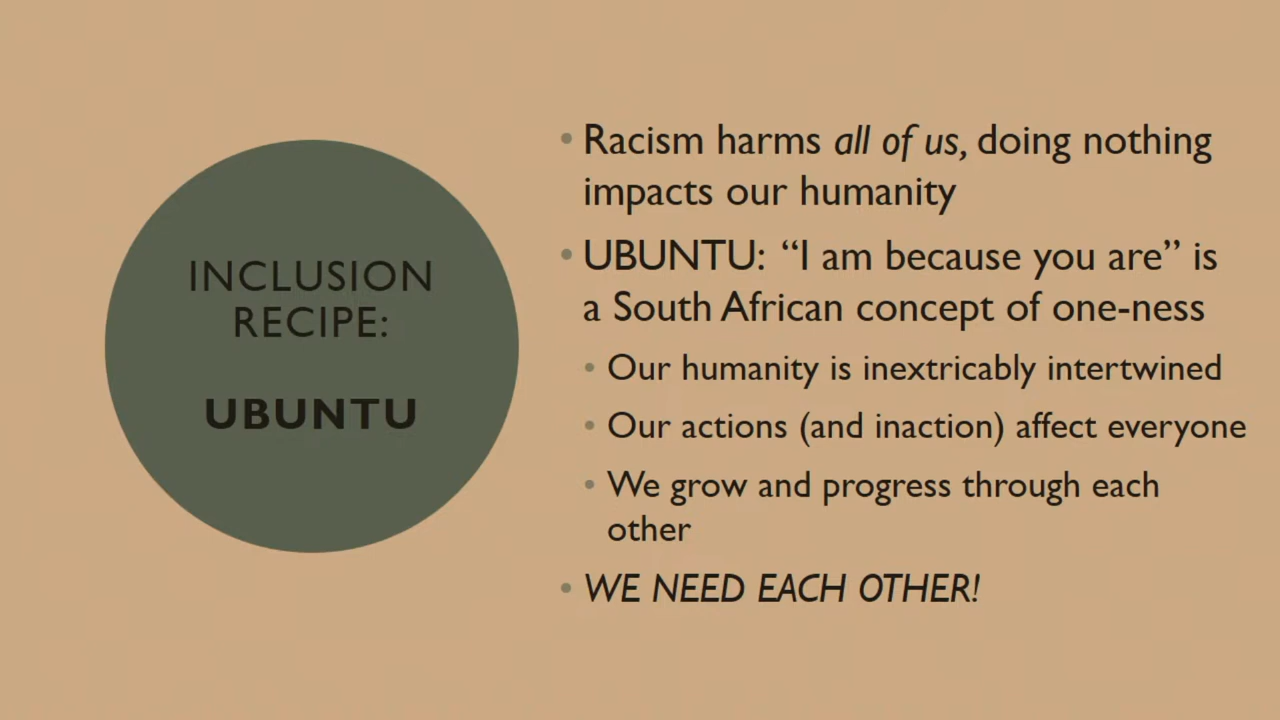 INCLUSION
RECIPE:
UBUNTU
• Racism harms all of us, doing nothing
impacts our humanity
• UBUNTU: “I am because you are” is
a South African concept of one-ness
• Our humanity is inextricably intertwined
• Our actions (and inaction) affect everyone
• We grow and progress through each
other
• WE NEED EACH OTHER!